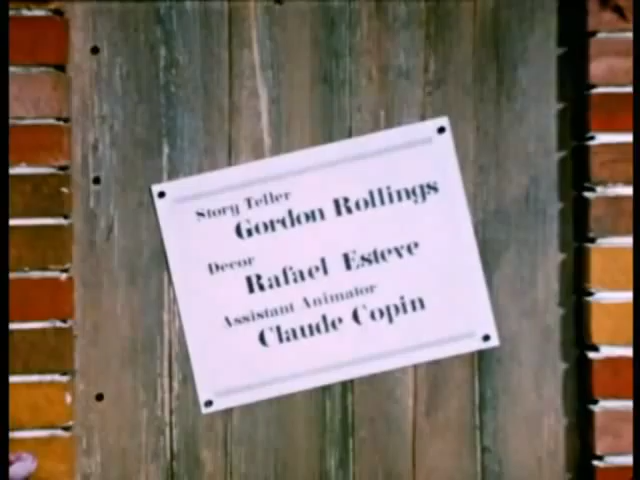 Story Teller
Gordon Rollings
Decor
Rafael Esteve
Assistant Animator
Claude Copin